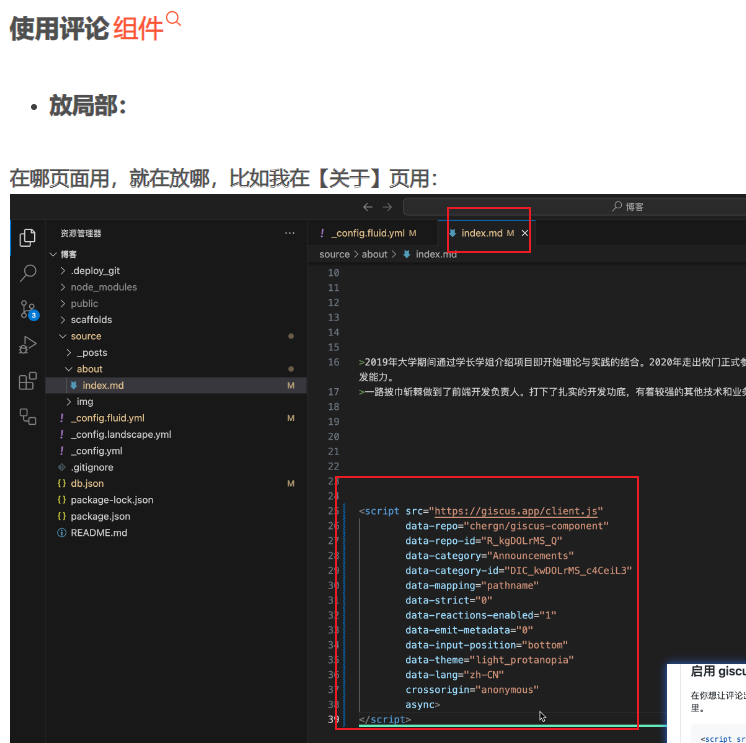 使用评论组件
放局部：
在哪页面用，就在放哪，比如我在【关于】页用：
博客
资源管理器
_config.fluid.yml M
index.md M
博客
source > about > index.md
.deploy_git
node_modules
public
scaffolds
source
_posts
about
index.md M
img
_config.fluid.yml M
_config.landscape.yml
_config.yml
.gitignore
db.json M
package-lock.json
package.json
README.md
3
10
11
12
13
14
15
16 >2019年大学期间通过学长学姐介绍项目即开始理论与实践的结合。2020年走出校门正式参
发能力。
17 >一路披巾斩棘做到了前端开发负责人。打下了扎实的开发功底，有着较强的其他技术和业务
18
19
20
21
22
23
24
25 <script src="https://giscus.app/client.js"
26 data-repo="chergn/giscus-component"
27 data-repo-id="R_kgDOLrMS_Q"
28 data-category="Announcements"
29 data-category-id="DIC_kwDOLrMS_c4CeiL3"
30 data-mapping="pathname"
31 data-strict="0"
32 data-reactions-enabled="1"
33 data-emit-metadata="0"
34 data-input-position="bottom"
35 data-theme="light_protanopia"
36 data-lang="zh-CN"
37 crossorigin="anonymous"
38 async>
39 </script>
启用 giscu
在你想让评论出
里。
<script sr